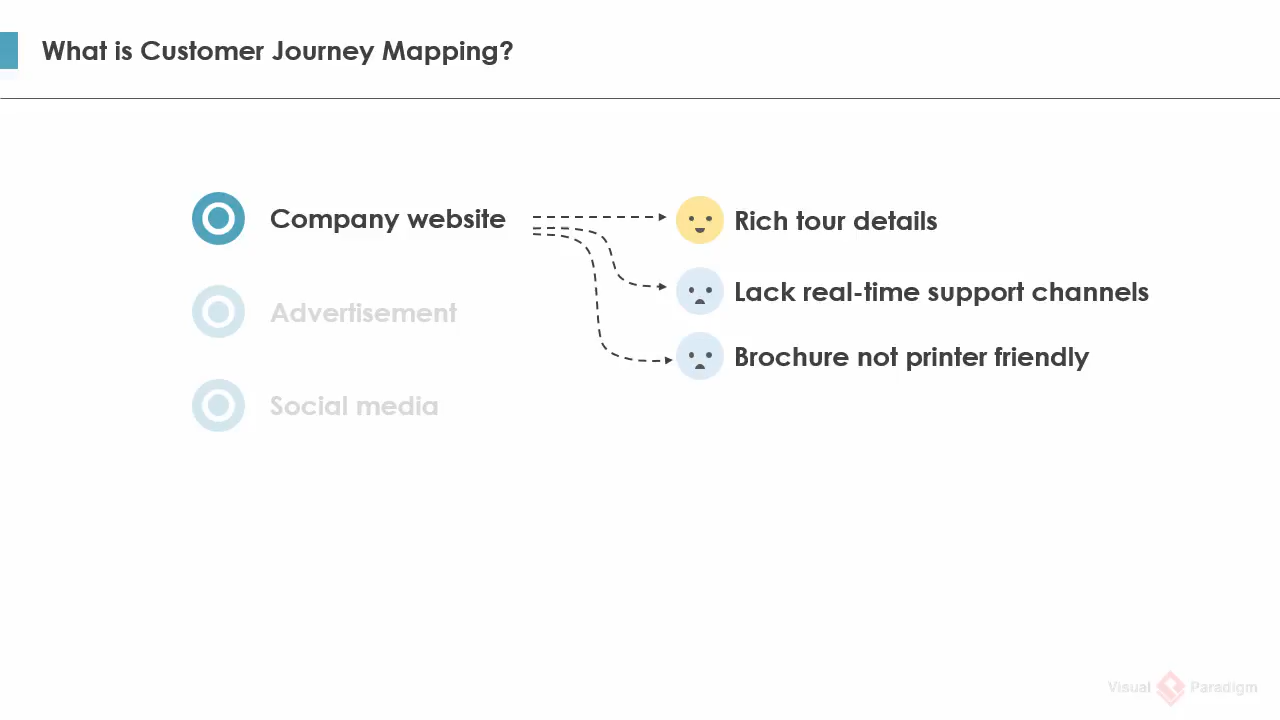 What is Customer Journey Mapping?
Company website
Rich tour details
Lack real-time support channels
Advertisement
Brochure not printer friendly
Social media
Visual Paradigm